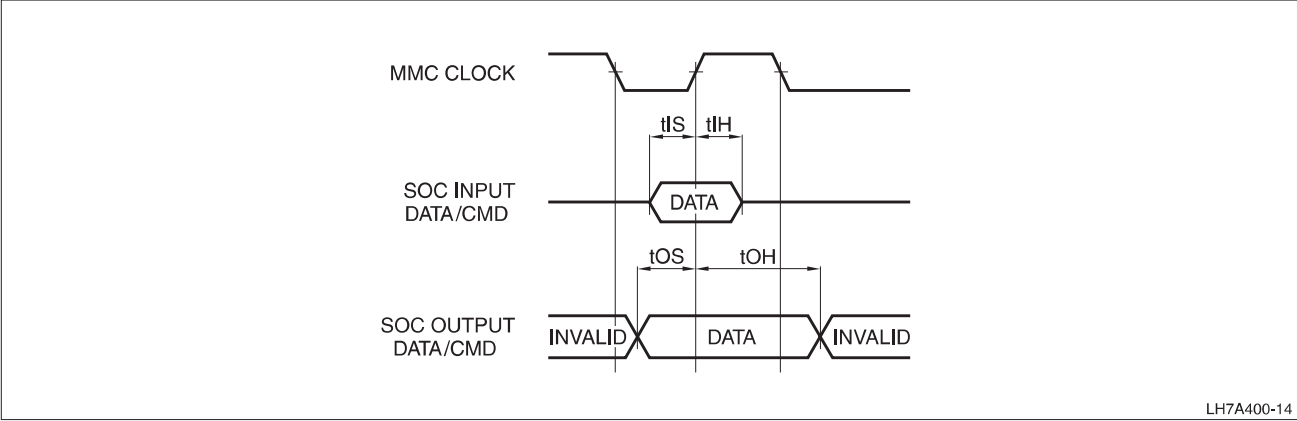 MMC CLOCK
tIS tIH
SOC INPUT
DATA/CMD
DATA
tOS tOH
SOC OUTPUT
DATA/CMD
INVALID DATA INVALID
LH7A400-14